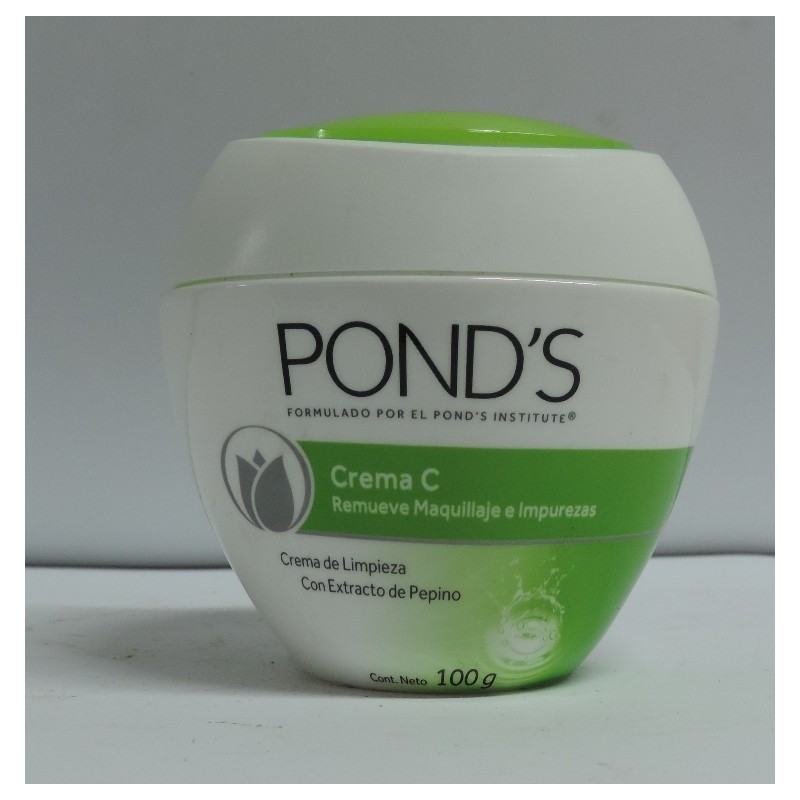 POND'S
FORMULADO POR EL POND'S INSTITUTE®
Crema C
Remueve Maquillaje e Impurezas
Crema de Limpieza
Con Extracto de Pepino
Cont. Neto 100 g